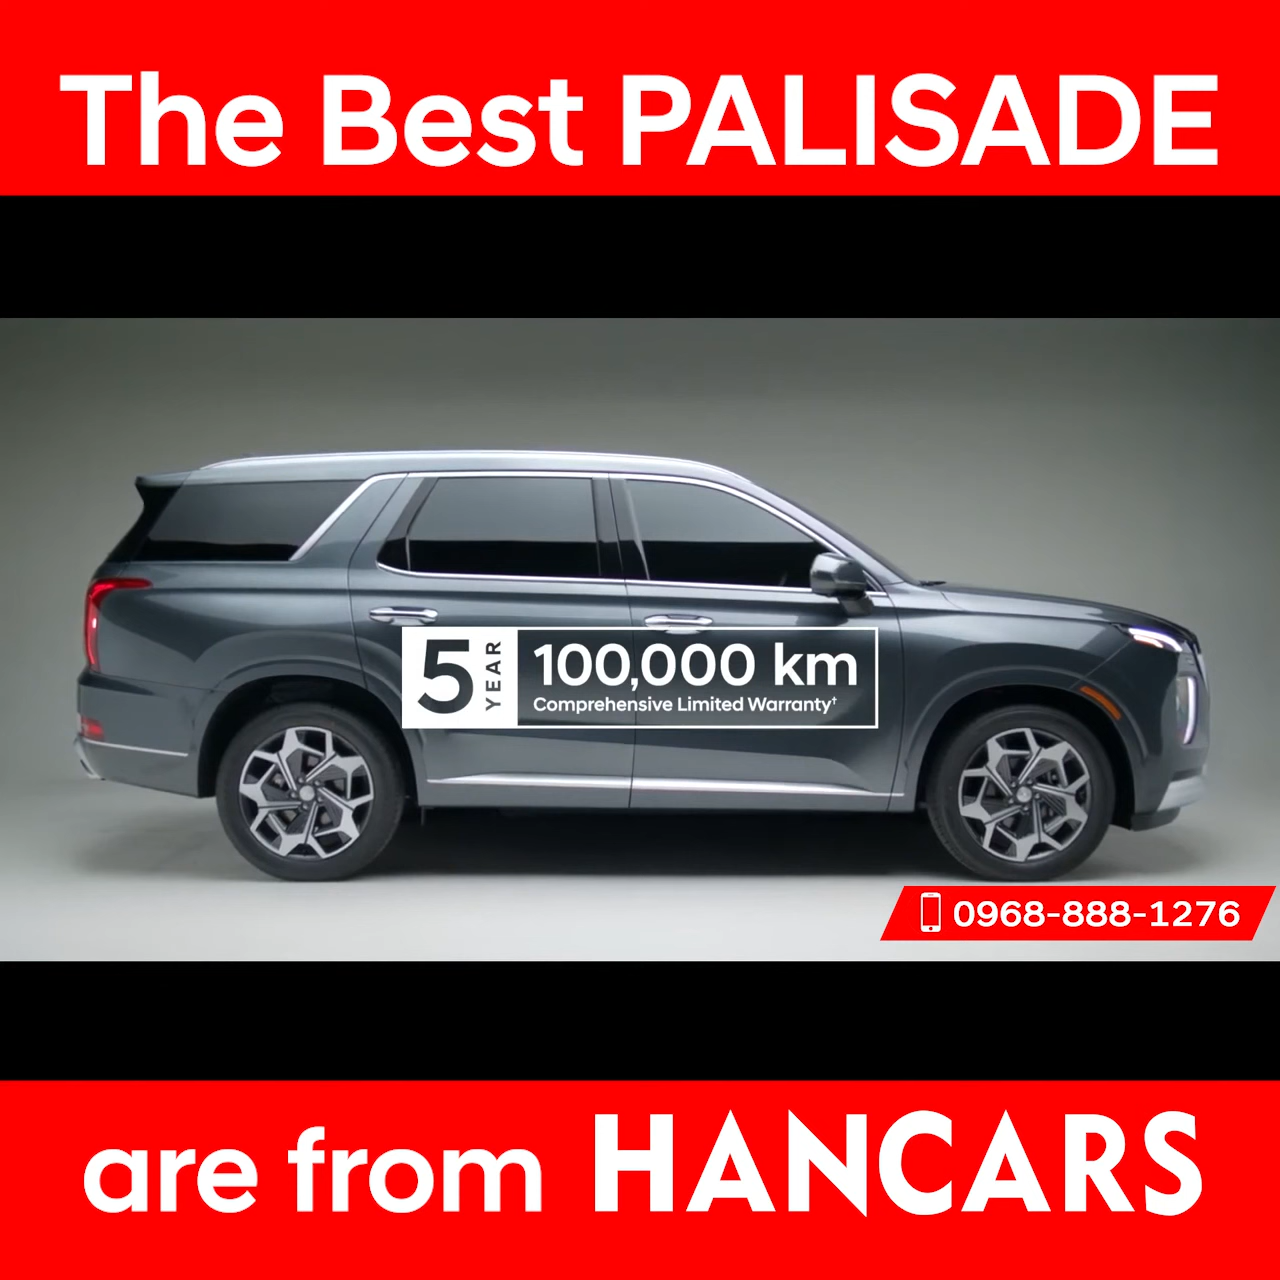 The Best PALISADE
5 YEAR
100,000 km
Comprehensive Limited Warranty†
0968-888-1276
are from HANCARS